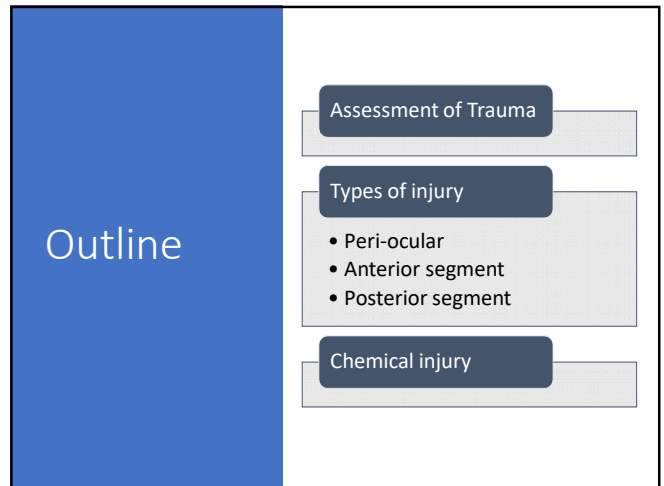 Outline
Assessment of Trauma
Types of injury
• Peri-ocular
• Anterior segment
• Posterior segment
Chemical injury